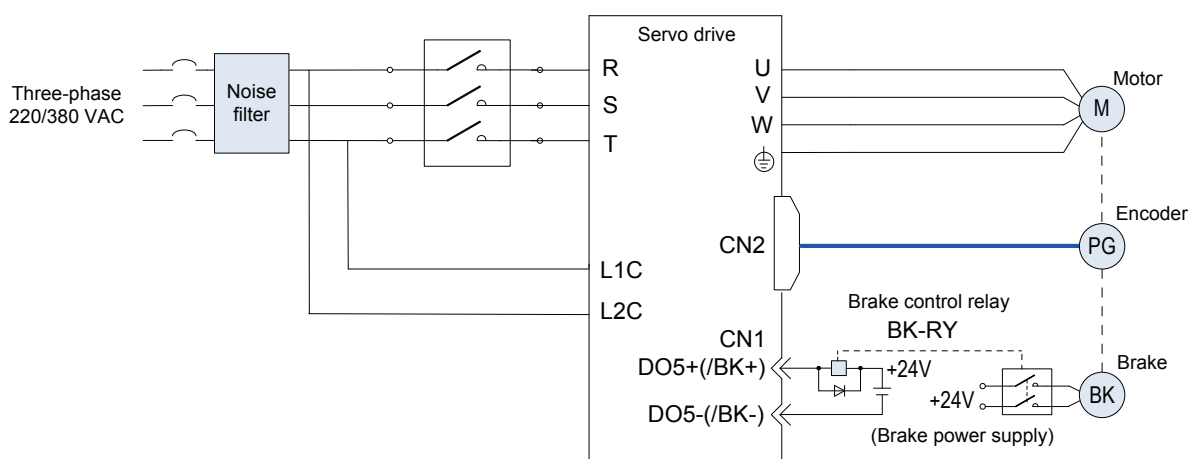 Servo drive
Three-phase
220/380 VAC
Noise
filter
R
S
T
L1C
L2C
U
V
W
Motor
M
Encoder
CN2
PG
Brake control relay
BK-RY
CN1
DO5+(/BK+)
+24V
DO5-(/BK-)
+24V
(Brake power supply)
Brake
BK